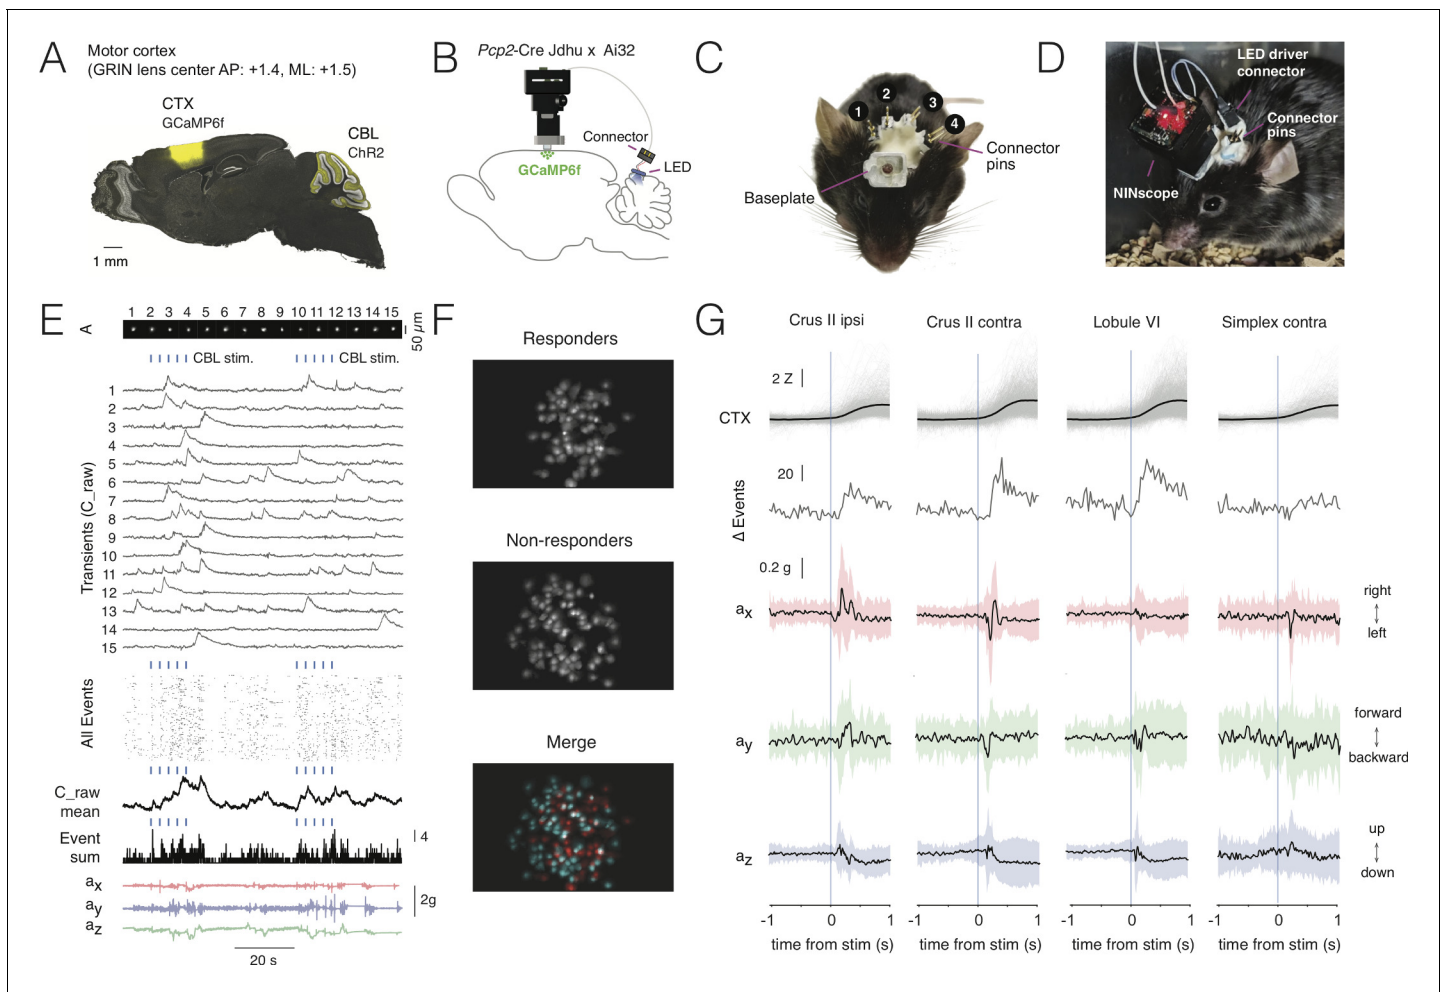 A
Motor cortex
(GRIN lens center AP: +1.4, ML: +1.5)
CTX
GCaMP6f
CBL
ChR2
1 mm
B
Pcp2-Cre Jdhu x Ai32
Connector
LED
GCaMP6f
C
1
2
3
4
Connector
pins
Baseplate
D
LED driver
connector
Connector
pins
NINscope
E
1 2 3 4 5 6 7 8 9 10 11 12 13 14 15
A
50 µm
CBL stim. CBL stim.
Transients (C_raw)
1
2
3
4
5
6
7
8
9
10
11
12
13
14
15
All Events
C_raw
mean
Event
sum
4
ax
ay
az
2g
20 s
F
Responders
Non-responders
Merge
G
Crus II ipsi Crus II contra Lobule VI Simplex contra
2 Z
CTX
20
Δ Events
0.2 g
ax
right
left
ay
forward
backward
az
up
down
-1 0 1 -1 0 1 -1 0 1 -1 0 1
time from stim (s) time from stim (s) time from stim (s) time from stim (s)